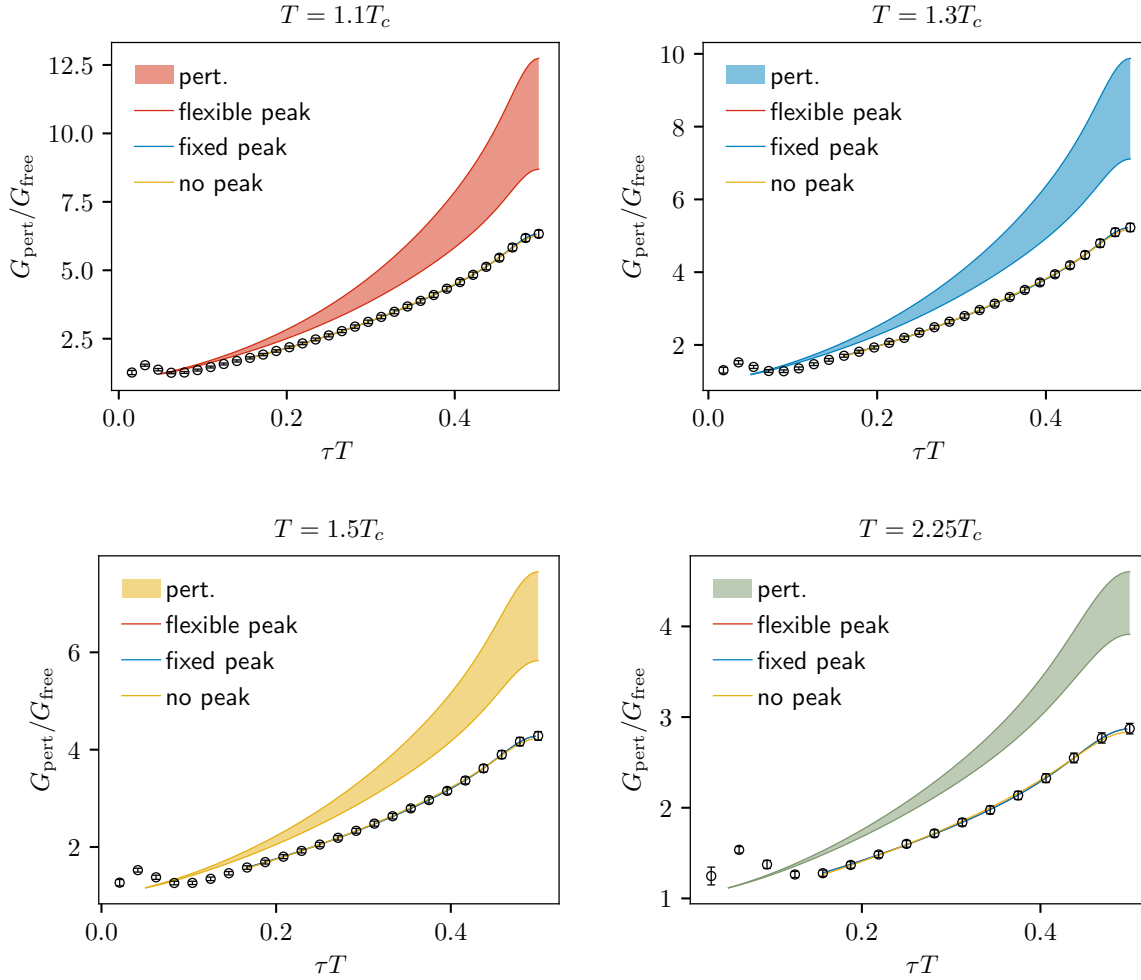 T = 1.1T_c
12.5
10.0
7.5
5.0
2.5
G_pert/G_free
pert.
flexible peak
fixed peak
no peak
0.0 0.2 0.4
τT
T = 1.3T_c
10
8
6
4
2
G_pert/G_free
pert.
flexible peak
fixed peak
no peak
0.0 0.2 0.4
τT
T = 1.5T_c
6
4
2
G_pert/G_free
pert.
flexible peak
fixed peak
no peak
0.0 0.2 0.4
τT
T = 2.25T_c
4
3
2
1
G_pert/G_free
pert.
flexible peak
fixed peak
no peak
0.2 0.4
τT